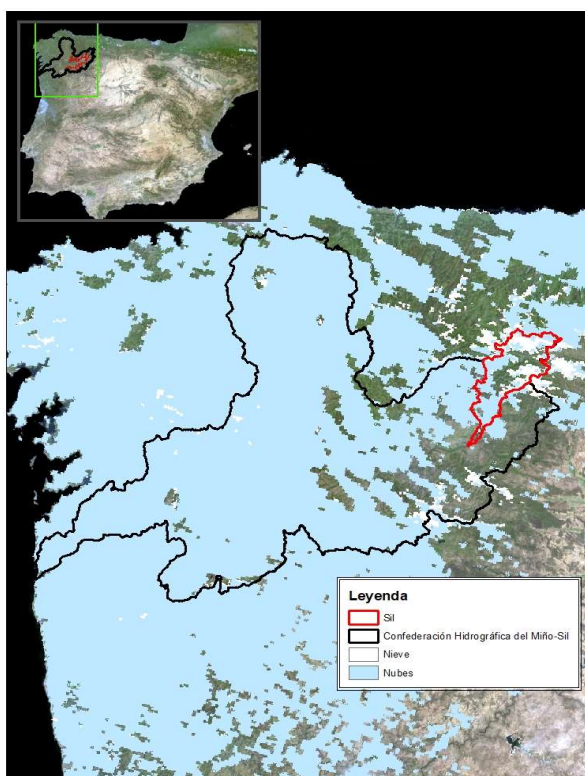 Leyenda
Sil
Confederación Hidrográfica del Miño-Sil
Nieve
Nubes